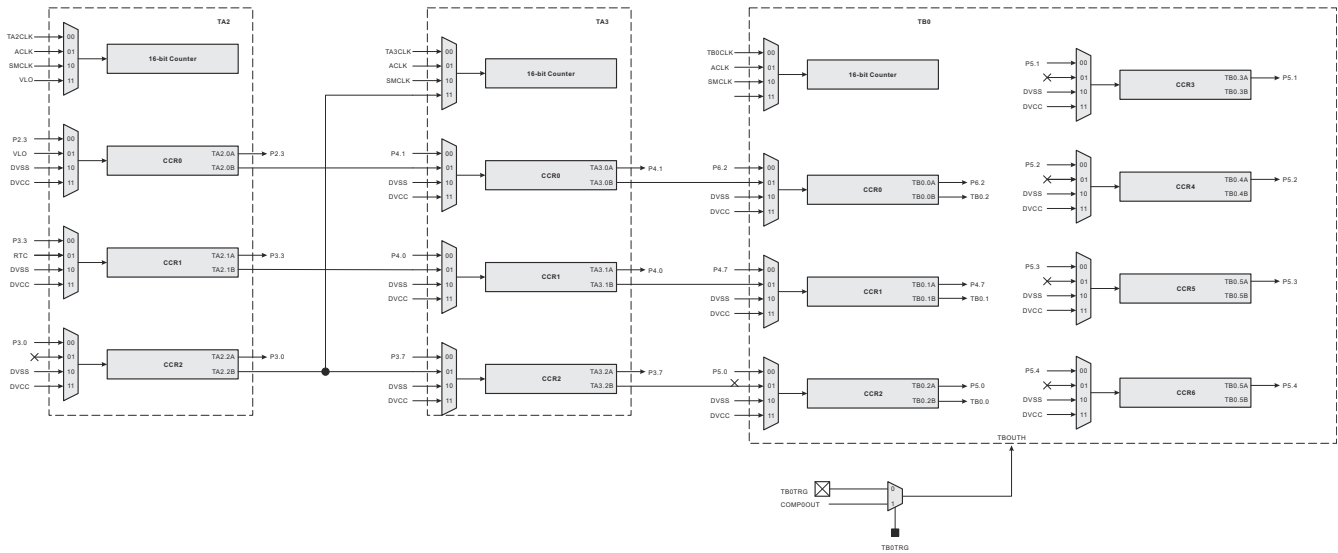 TA2
TA2CLK
ACLK
SMCLK
VLO
00
01
10
11
16-bit Counter
P2.3
VLO
DVSS
DVCC
00
01
10
11
CCR0
TA2.0A
TA2.0B
P2.3
P3.3
RTC
DVSS
DVCC
00
01
10
11
CCR1
TA2.1A
TA2.1B
P3.3
P3.0
DVSS
DVCC
00
01
10
11
CCR2
TA2.2A
TA2.2B
P3.0
TA3
TA3CLK
ACLK
SMCLK
00
01
10
11
16-bit Counter
P4.1
DVSS
DVCC
00
01
10
11
CCR0
TA3.0A
TA3.0B
P4.1
P4.0
DVSS
DVCC
00
01
10
11
CCR1
TA3.1A
TA3.1B
P4.0
P3.7
DVSS
DVCC
00
01
10
11
CCR2
TA3.2A
TA3.2B
P3.7
TB0
TB0CLK
ACLK
SMCLK
00
01
10
11
16-bit Counter
P6.2
DVSS
DVCC
00
01
10
11
CCR0
TB0.0A
TB0.0B
P6.2
TB0.2
P4.7
DVSS
DVCC
00
01
10
11
CCR1
TB0.1A
TB0.1B
P4.7
TB0.1
P5.0
DVSS
DVCC
00
01
10
11
CCR2
TB0.2A
TB0.2B
P5.0
TB0.0
P5.1
DVSS
DVCC
00
01
10
11
CCR3
TB0.3A
TB0.3B
P5.1
P5.2
DVSS
DVCC
00
01
10
11
CCR4
TB0.4A
TB0.4B
P5.2
P5.3
DVSS
DVCC
00
01
10
11
CCR5
TB0.5A
TB0.5B
P5.3
P5.4
DVSS
DVCC
00
01
10
11
CCR6
TB0.5A
TB0.5B
P5.4
TBOUTH
TB0TRG
COMP0OUT
0
1
TB0TRG